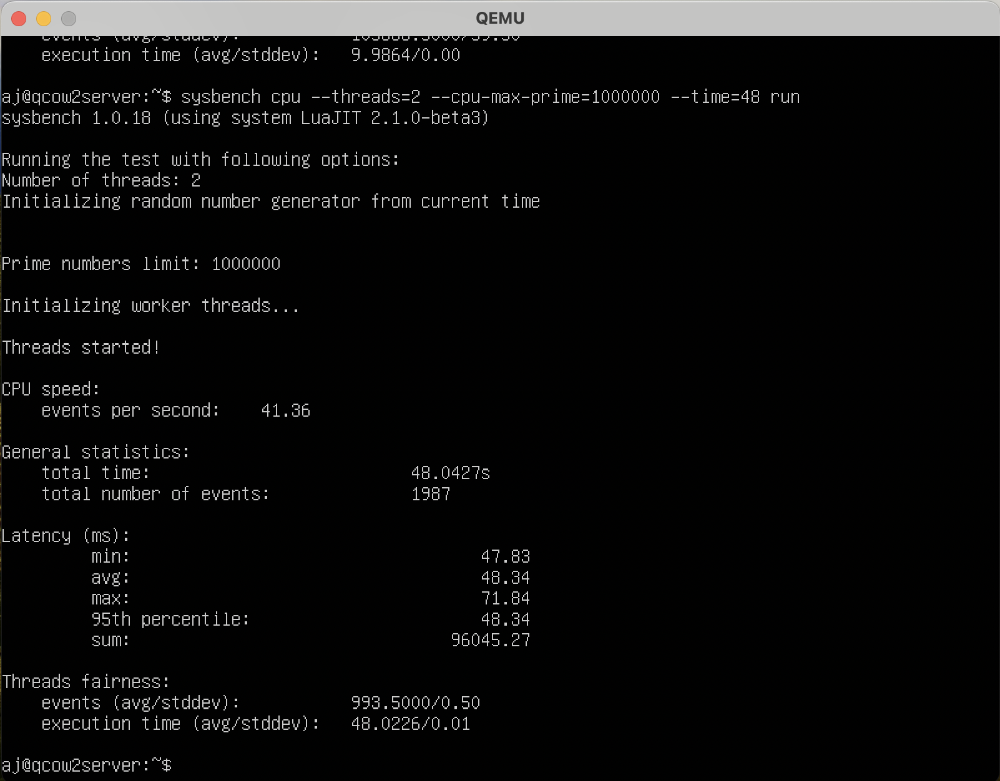 QEMU
events (avg/stddev):
execution time (avg/stddev):   9.9864/0.00
aj@qcow2server:~$ sysbench cpu --threads=2 --cpu-max-prime=1000000 --time=48 run
sysbench 1.0.18 (using system LuaJIT 2.1.0-beta3)
Running the test with following options:
Number of threads: 2
Initializing random number generator from current time
Prime numbers limit: 1000000
Initializing worker threads...
Threads started!
CPU speed:
    events per second:    41.36
General statistics:
    total time:                          48.0427s
    total number of events:              1987
Latency (ms):
         min:                                   47.83
         avg:                                   48.34
         max:                                   71.84
         95th percentile:                       48.34
         sum:                                96045.27
Threads fairness:
    events (avg/stddev):           993.5000/0.50
    execution time (avg/stddev):   48.0226/0.01
aj@qcow2server:~$